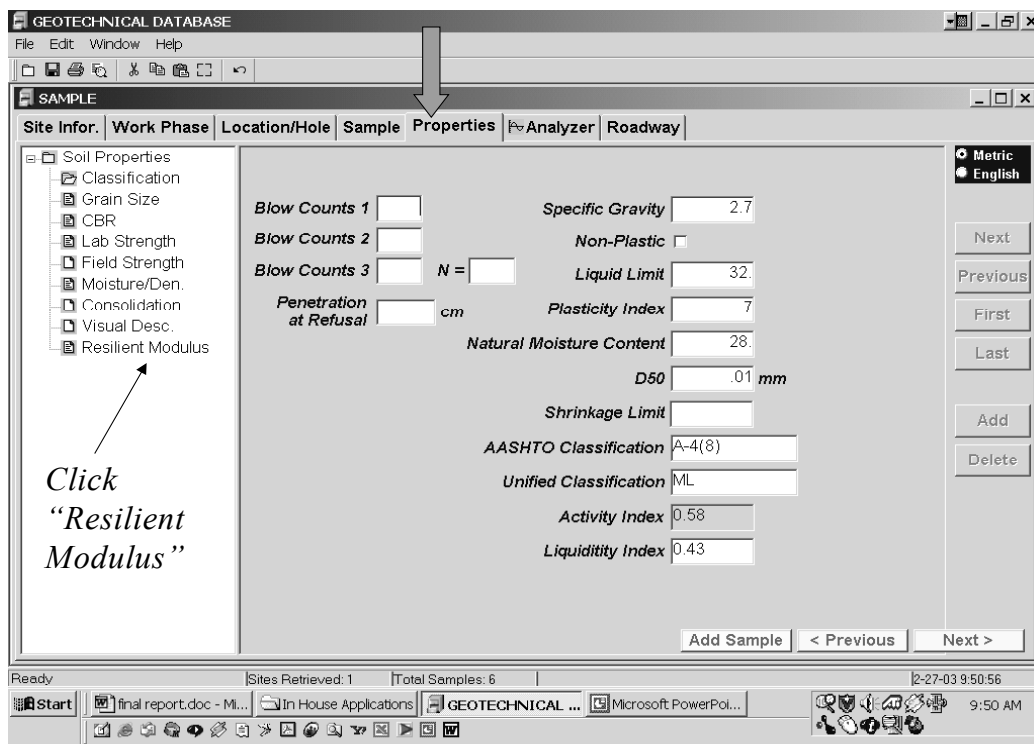 GEOTECHNICAL DATABASE
File Edit Window Help
SAMPLE
Site Infor. Work Phase Location/Hole Sample Properties Analyzer Roadway
Soil Properties
Classification
Grain Size
CBR
Lab Strength
Field Strength
Moisture/Den.
Consolidation
Visual Desc.
Resilient Modulus
Click
“Resilient
Modulus”
Blow Counts 1
Blow Counts 2
Blow Counts 3 N =
Penetration
at Refusal cm
Specific Gravity 2.7
Non-Plastic
Liquid Limit 32.
Plasticity Index 7
Natural Moisture Content 28.
D50 .01 mm
Shrinkage Limit
AASHTO Classification A-4(8)
Unified Classification ML
Activity Index 0.58
Liquiditity Index 0.43
Metric
English
Next
Previous
First
Last
Add
Delete
Add Sample < Previous Next >
Ready Sites Retrieved: 1 Total Samples: 6 2-27-03 9:50:56
Start final report.doc - Mi... In House Applications GEOTECHNICAL ... Microsoft PowerPoi... 9:50 AM